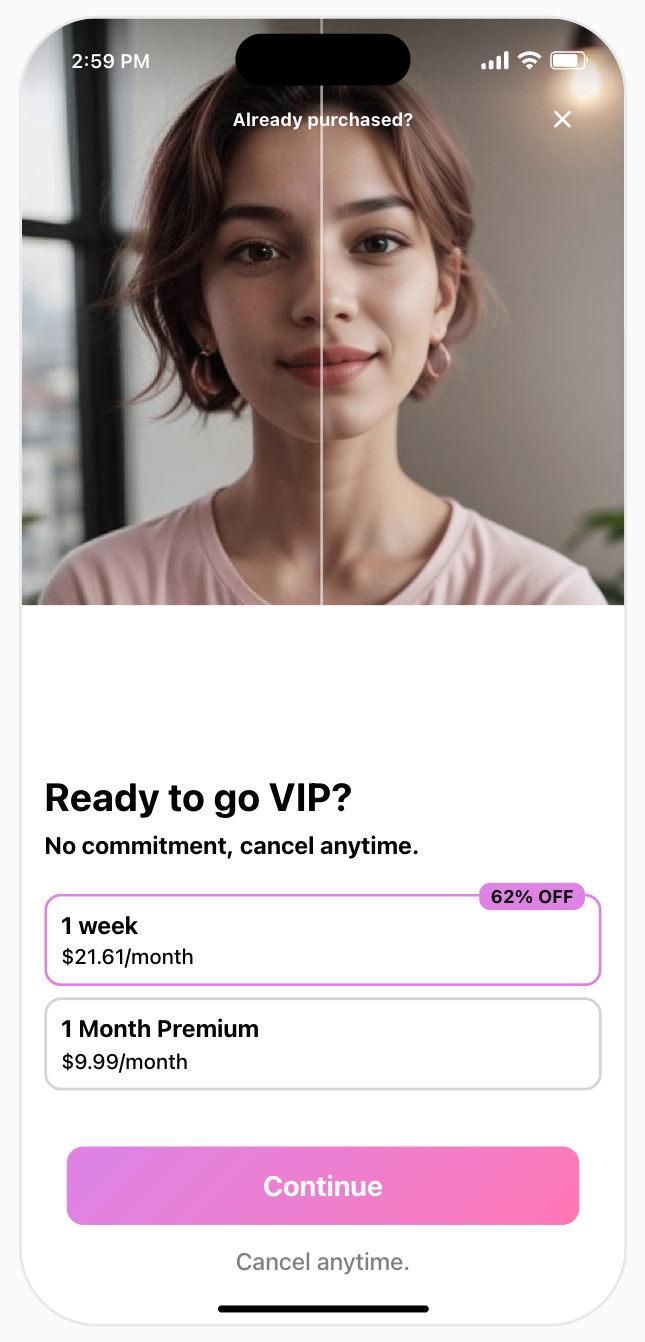 2:59 PM
Already purchased?
Ready to go VIP?
No commitment, cancel anytime.
62% OFF
1 week
$21.61/month
1 Month Premium
$9.99/month
Continue
Cancel anytime.